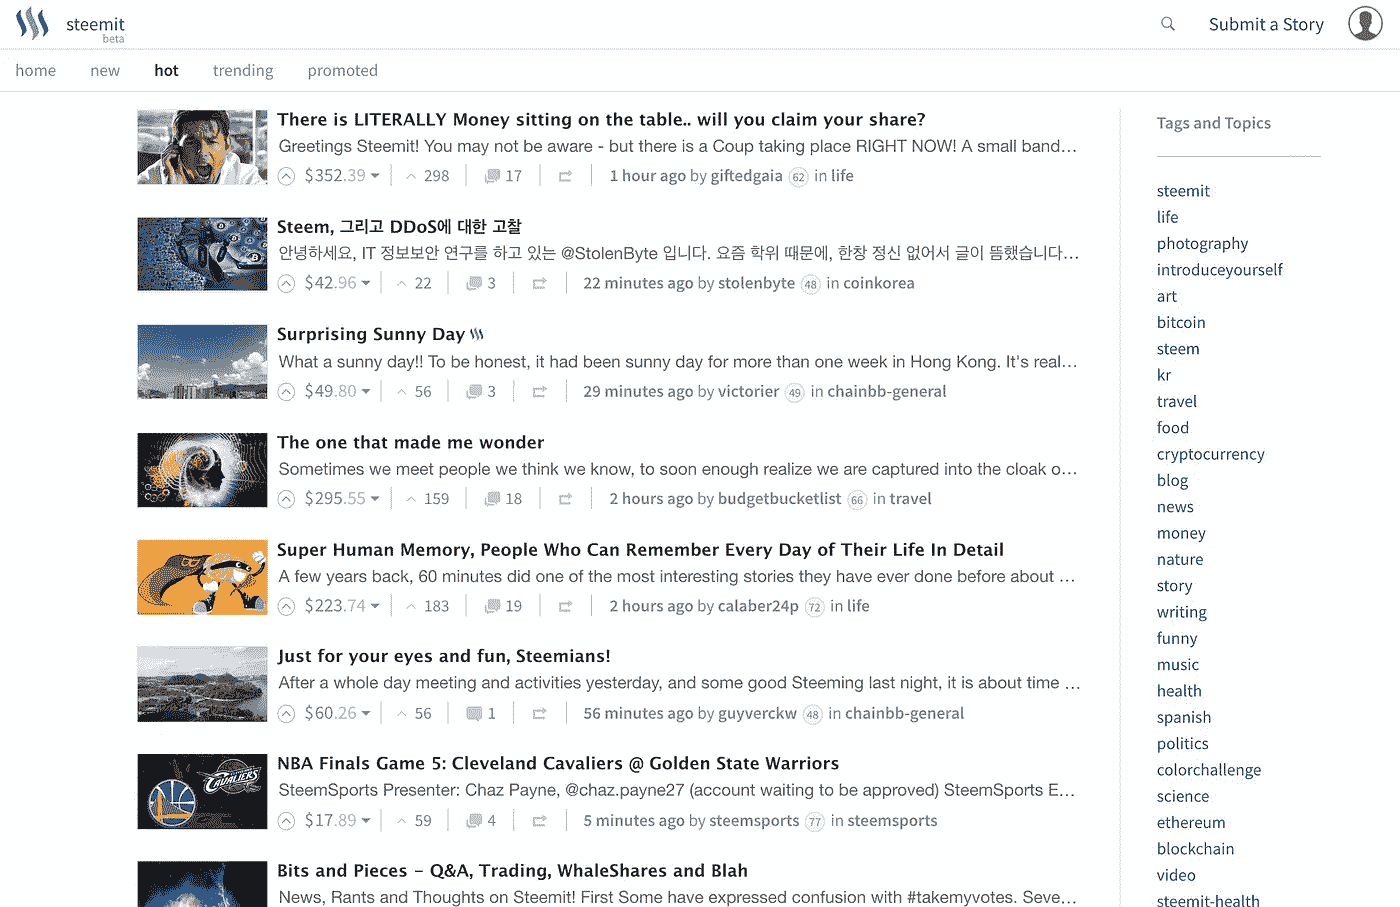 steemit
beta
Submit a Story
home new hot trending promoted
There is LITERALLY Money sitting on the table.. will you claim your share?
Greetings Steemit! You may not be aware - but there is a Coup taking place RIGHT NOW! A small band...
$352.39 298 17 1 hour ago by giftedgaia 62 in life
Steem, 그리고 DDoS에 대한 고찰
안녕하세요, IT 정보보안 연구를 하고 있는 @StolenByte 입니다. 요즘 학위 때문에, 한창 정신 없어서 글이 뜸했습니다...
$42.96 22 3 22 minutes ago by stolenbyte 48 in coinkorea
Surprising Sunny Day
What a sunny day!! To be honest, it had been sunny day for more than one week in Hong Kong. It's real...
$49.80 56 3 29 minutes ago by victorier 49 in chainbb-general
The one that made me wonder
Sometimes we meet people we think we know, to soon enough realize we are captured into the cloak o...
$295.55 159 18 2 hours ago by budgetbucketlist 66 in travel
Super Human Memory, People Who Can Remember Every Day of Their Life In Detail
A few years back, 60 minutes did one of the most interesting stories they have ever done before about ...
$223.74 183 19 2 hours ago by calaber24p 72 in life
Just for your eyes and fun, Steemians!
After a whole day meeting and activities yesterday, and some good Steeming last night, it is about time ...
$60.26 56 1 56 minutes ago by guyverckw 48 in chainbb-general
CAVALIERS
NBA Finals Game 5: Cleveland Cavaliers @ Golden State Warriors
SteemSports Presenter: Chaz Payne, @chaz.payne27 (account waiting to be approved) SteemSports E...
$17.89 59 4 5 minutes ago by steemsports 77 in steemsports
Bits and Pieces - Q&A, Trading, WhaleShares and Blah
News, Rants and Thoughts on Steemit! First Some have expressed confusion with #takemyvotes. Seve...
Tags and Topics
steemit
life
photography
introduceyourself
art
bitcoin
steem
kr
travel
food
cryptocurrency
blog
news
money
nature
story
writing
funny
music
health
spanish
politics
colorchallenge
science
ethereum
blockchain
video
steemit-health